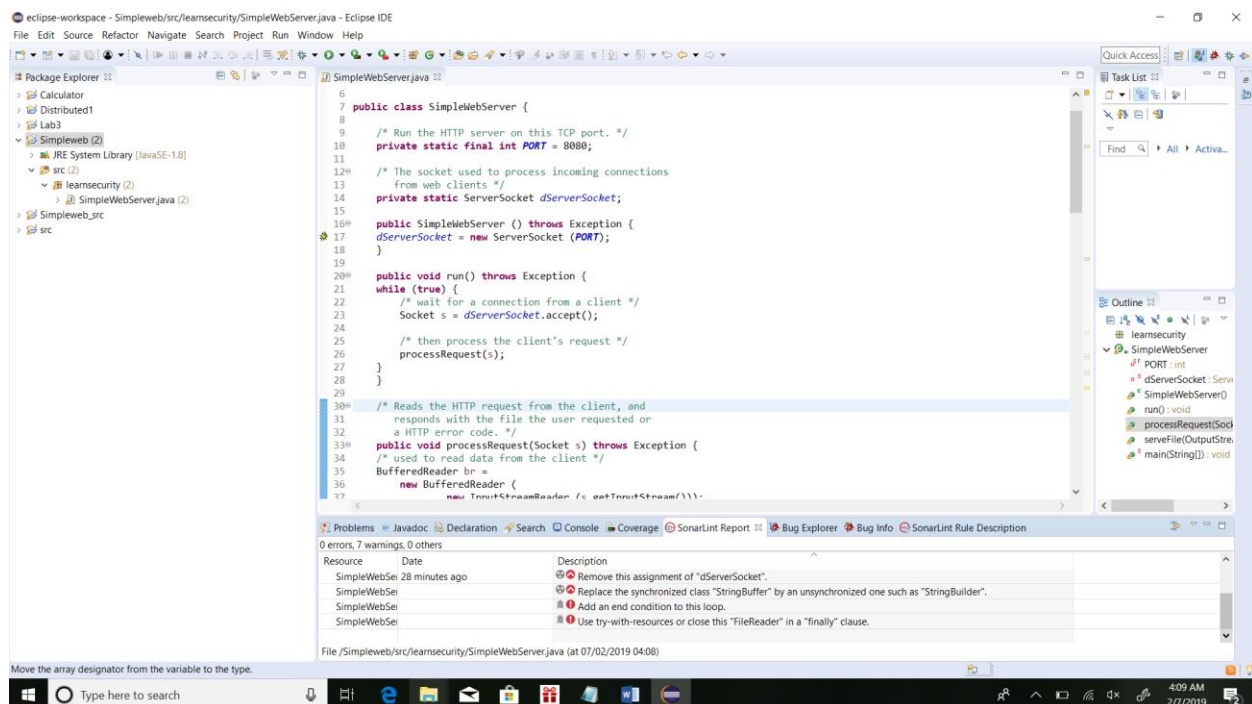 eclipse-workspace - Simpleweb/src/learnsecurity/SimpleWebServer.java - Eclipse IDE
File Edit Source Refactor Navigate Search Project Run Window Help
Quick Access
Package Explorer
Calculator
Distributed1
Lab3
Simpleweb (2)
JRE System Library [JavaSE-1.8]
src (2)
learnsecurity (2)
SimpleWebServer.java (2)
Simpleweb_src
src
SimpleWebServer.java
6
7 public class SimpleWebServer {
8
9 /* Run the HTTP server on this TCP port. */
10 private static final int PORT = 8080;
11
12 /* The socket used to process incoming connections
13 from web clients */
14 private static ServerSocket dServerSocket;
15
16 public SimpleWebServer () throws Exception {
17 dServerSocket = new ServerSocket (PORT);
18 }
19
20 public void run() throws Exception {
21 while (true) {
22 /* wait for a connection from a client */
23 Socket s = dServerSocket.accept();
24
25 /* then process the client's request */
26 processRequest(s);
27 }
28 }
29
30 /* Reads the HTTP request from the client, and
31 responds with the file the user requested or
32 a HTTP error code. */
33 public void processRequest(Socket s) throws Exception {
34 /* used to read data from the client */
35 BufferedReader br =
36 new BufferedReader (
37 new InputStreamReader (s.getInputStream()));
Task List
Find All Activa...
Outline
learnsecurity
SimpleWebServer
PORT : int
dServerSocket : Serve
SimpleWebServer()
run() : void
processRequest(Sock
serveFile(OutputStre
main(String[]) : void
Problems Javadoc Declaration Search Console Coverage SonarLint Report Bug Explorer Bug Info SonarLint Rule Description
0 errors, 7 warnings, 0 others
Resource Date Description
SimpleWebSer 28 minutes ago Remove this assignment of "dServerSocket".
SimpleWebSer Replace the synchronized class "StringBuffer" by an unsynchronized one such as "StringBuilder".
SimpleWebSer Add an end condition to this loop.
SimpleWebSer Use try-with-resources or close this "FileReader" in a "finally" clause.
File /Simpleweb/src/learnsecurity/SimpleWebServer.java (at 07/02/2019 04:08)
Move the array designator from the variable to the type.
Type here to search
4:09 AM
2/7/2019